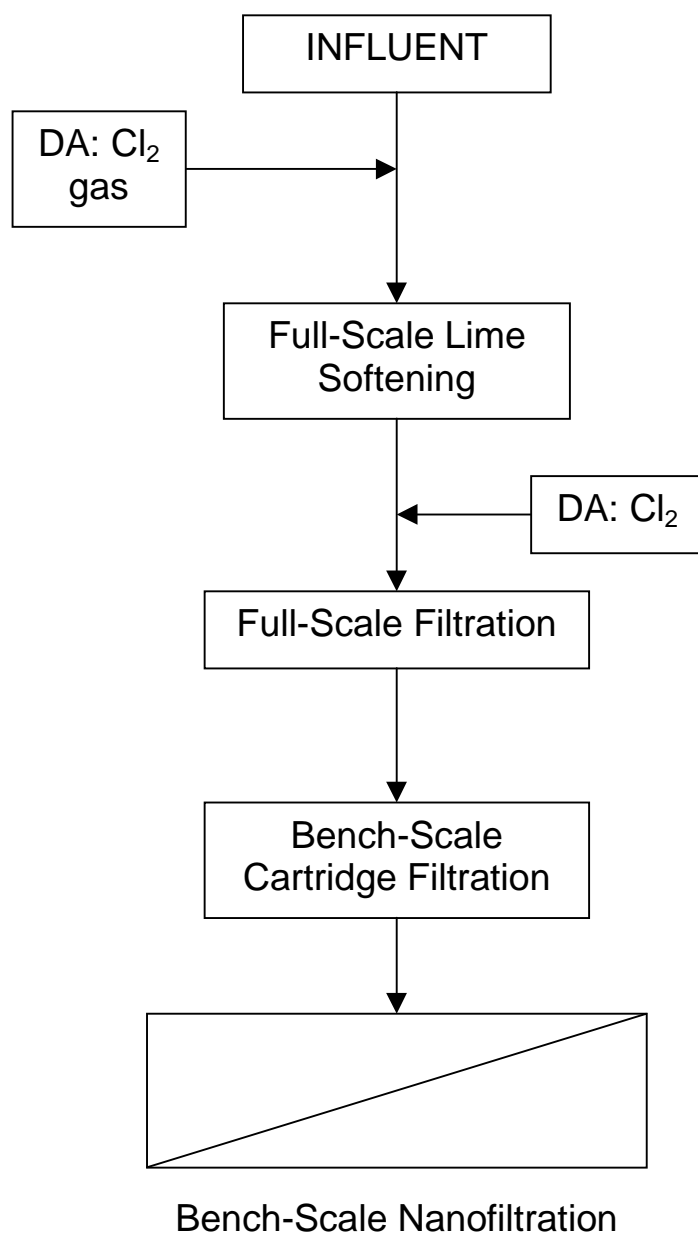 INFLUENT
DA: Cl₂
gas
Full-Scale Lime
Softening
DA: Cl₂
Full-Scale Filtration
Bench-Scale
Cartridge Filtration
Bench-Scale Nanofiltration